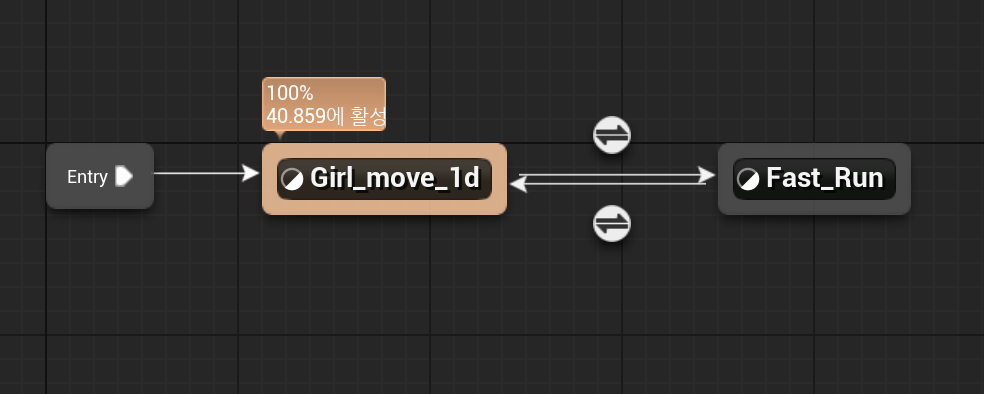 100%
40.859에 활성
Entry
Girl_move_1d
Fast_Run